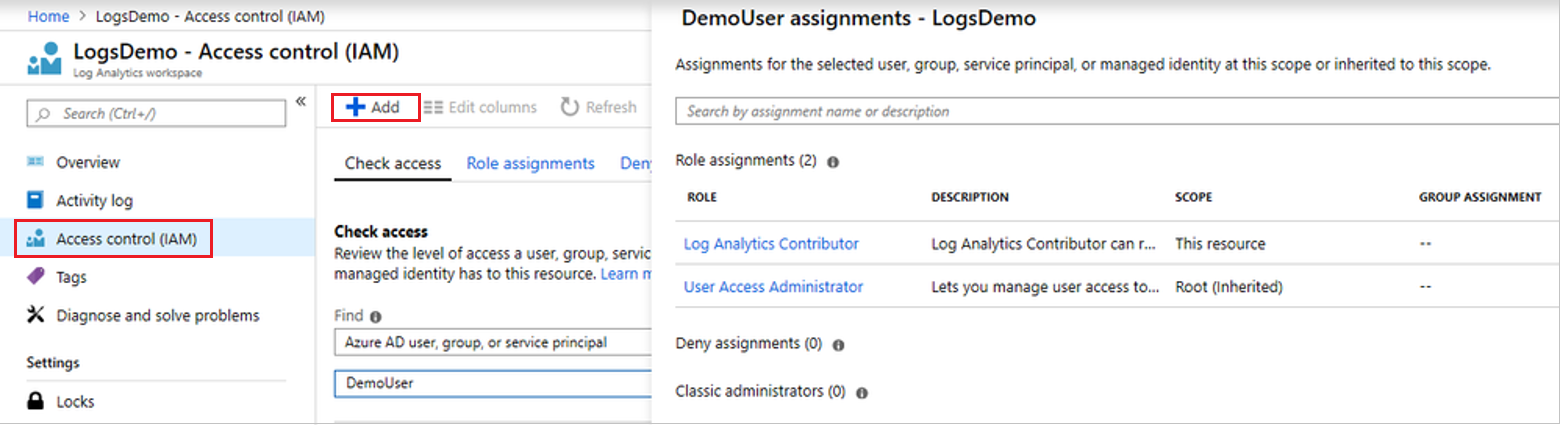 Home > LogsDemo - Access control (IAM)
LogsDemo - Access control (IAM)
Log Analytics workspace
Search (Ctrl+/)
«
Overview
Activity log
Access control (IAM)
Tags
Diagnose and solve problems
Settings
Locks
Add
Edit columns
Refresh
Check access
Role assignments
Deny
Check access
Review the level of access a user, group, servic
managed identity has to this resource. Learn m
Find
Azure AD user, group, or service principal
DemoUser
DemoUser assignments - LogsDemo
Assignments for the selected user, group, service principal, or managed identity at this scope or inherited to this scope.
Search by assignment name or description
Role assignments (2)
ROLE DESCRIPTION SCOPE GROUP ASSIGNMENT
Log Analytics Contributor Log Analytics Contributor can r... This resource --
User Access Administrator Lets you manage user access to... Root (Inherited) --
Deny assignments (0)
Classic administrators (0)